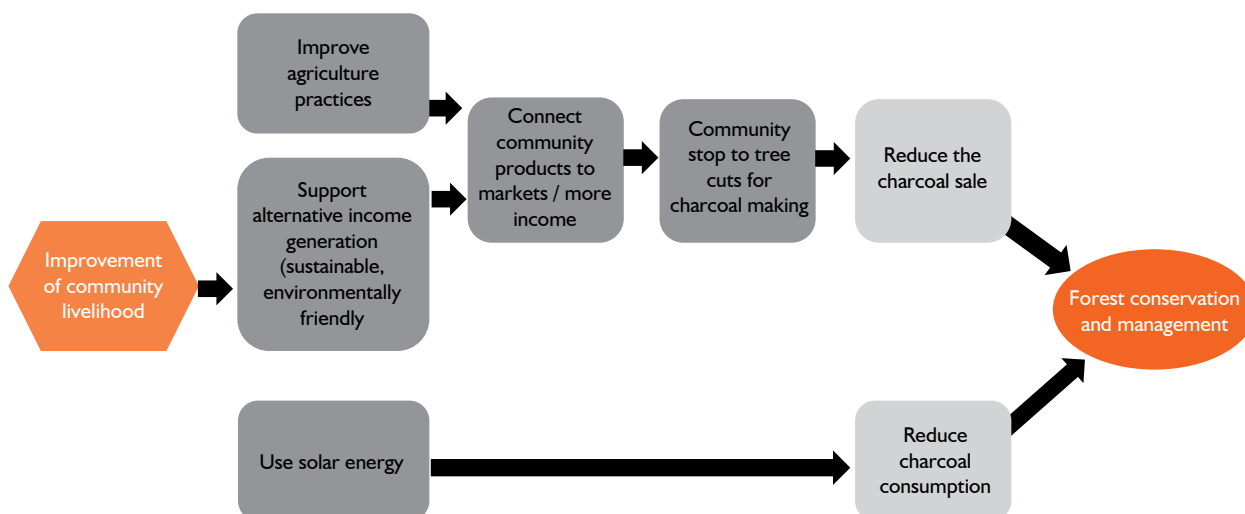 Improve
agriculture
practices
Connect
community
products to
markets / more
income
Community
stop to tree
cuts for
charcoal making
Reduce the
charcoal sale
Support
alternative income
generation
(sustainable,
environmentally
friendly
Improvement
of community
livelihood
Forest conservation
and management
Use solar energy
Reduce
charcoal
consumption